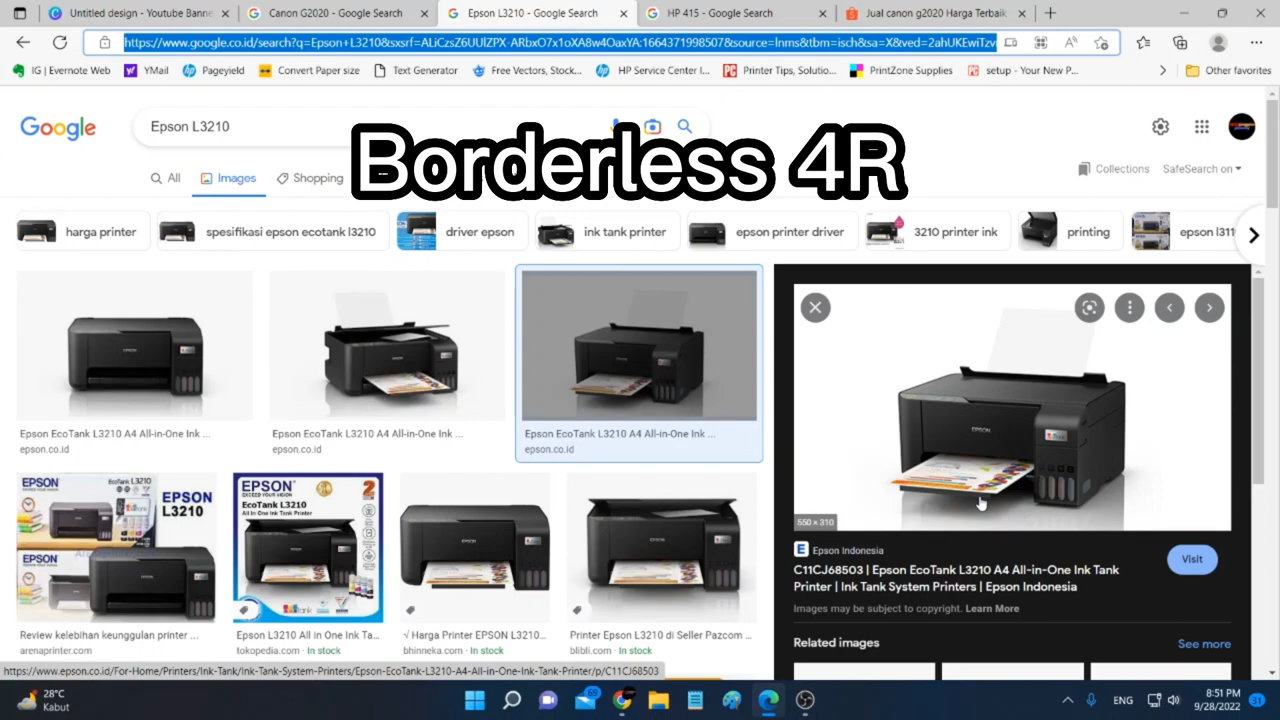 Untitled design - Youtube Banne
Canon G2020 - Google Search
Epson L3210 - Google Search
HP 415 - Google Search
Jual canon g2020 Harga Terbaik
https://www.google.co.id/search?q=Epson+L3210&sxsrf=ALiCzsZ6UUlZPX-ARbxO7x1oXA8w4OaxYA:1664371998507&source=lnms&tbm=isch&sa=X&ved=2ahUKEwiTzv
IG | Evernote Web
YMail
Pageyield
Convert Paper size
Text Generator
Free Vectors, Stock...
HP Service Center I...
Printer Tips, Solutio...
PrintZone Supplies
setup - Your New P...
Other favorites
Google
Epson L3210
Borderless 4R
All
Images
Shopping
Collections
SafeSearch on
harga printer
spesifikasi epson ecotank l3210
driver epson
ink tank printer
epson printer driver
3210 printer ink
printing
epson l311
Epson EcoTank L3210 A4 All-in-One Ink ...
epson.co.id
Epson EcoTank L3210 A4 All-in-One Ink ...
epson.co.id
Epson EcoTank L3210 A4 All-in-One Ink ...
epson.co.id
550 × 310
Epson Indonesia
C11CJ68503 | Epson EcoTank L3210 A4 All-in-One Ink Tank
Printer | Ink Tank System Printers | Epson Indonesia
Visit
Images may be subject to copyright. Learn More
Related images
See more
EPSON
EPSON
L3210
EPSON
EPSON
EXCEED YOUR VISION
EcoTank L3210
All In One Ink Tank Printer
Review kelebihan keunggulan printer ...
arenaprinter.com
Epson L3210 All in One Ink Ta...
tokopedia.com · In stock
√ Harga Printer EPSON L3210...
bhinneka.com · In stock
Printer Epson L3210 di Seller Pazcom ...
blibli.com · In stock
https://www.epson.co.id/For-Home/Printers/Ink-Tank/Ink-Tank-System-Printers/Epson-EcoTank-L3210-A4-All-in-One-Ink-Tank-Printer/p/C11CJ68503
28°C
Kabut
69
ENG
8:51 PM
9/28/2022
31